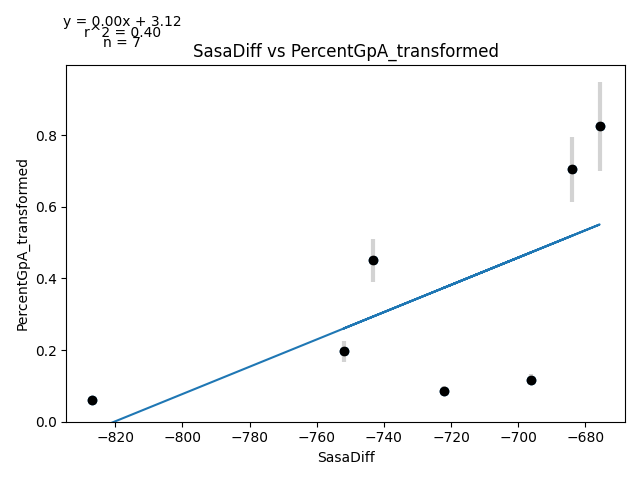 y = 0.00x + 3.12
r^2 = 0.40
n = 7
SasaDiff vs PercentGpA_transformed
PercentGpA_transformed
0.8
0.6
0.4
0.2
0.0
−820 −800 −780 −760 −740 −720 −700 −680
SasaDiff